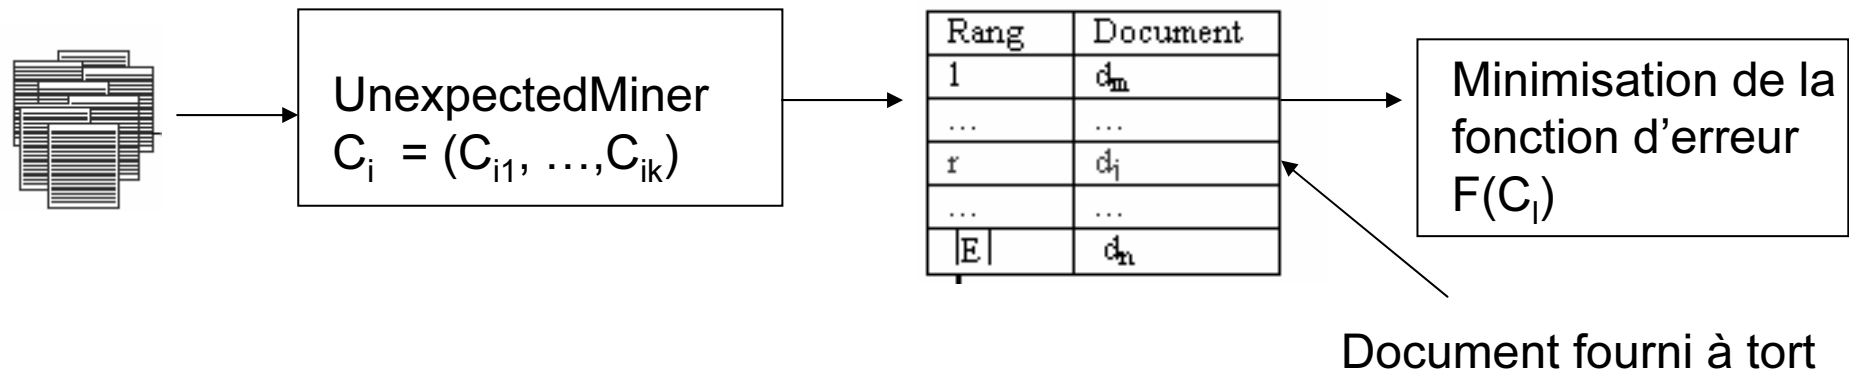 UnexpectedMiner
Cᵢ = (Cᵢ₁, …,Cᵢₖ)
Rang Document
1 dₘ
... ...
r dⱼ
... ...
|E| dₙ
Minimisation de la
fonction d’erreur
F(Cₗ)
Document fourni à tort